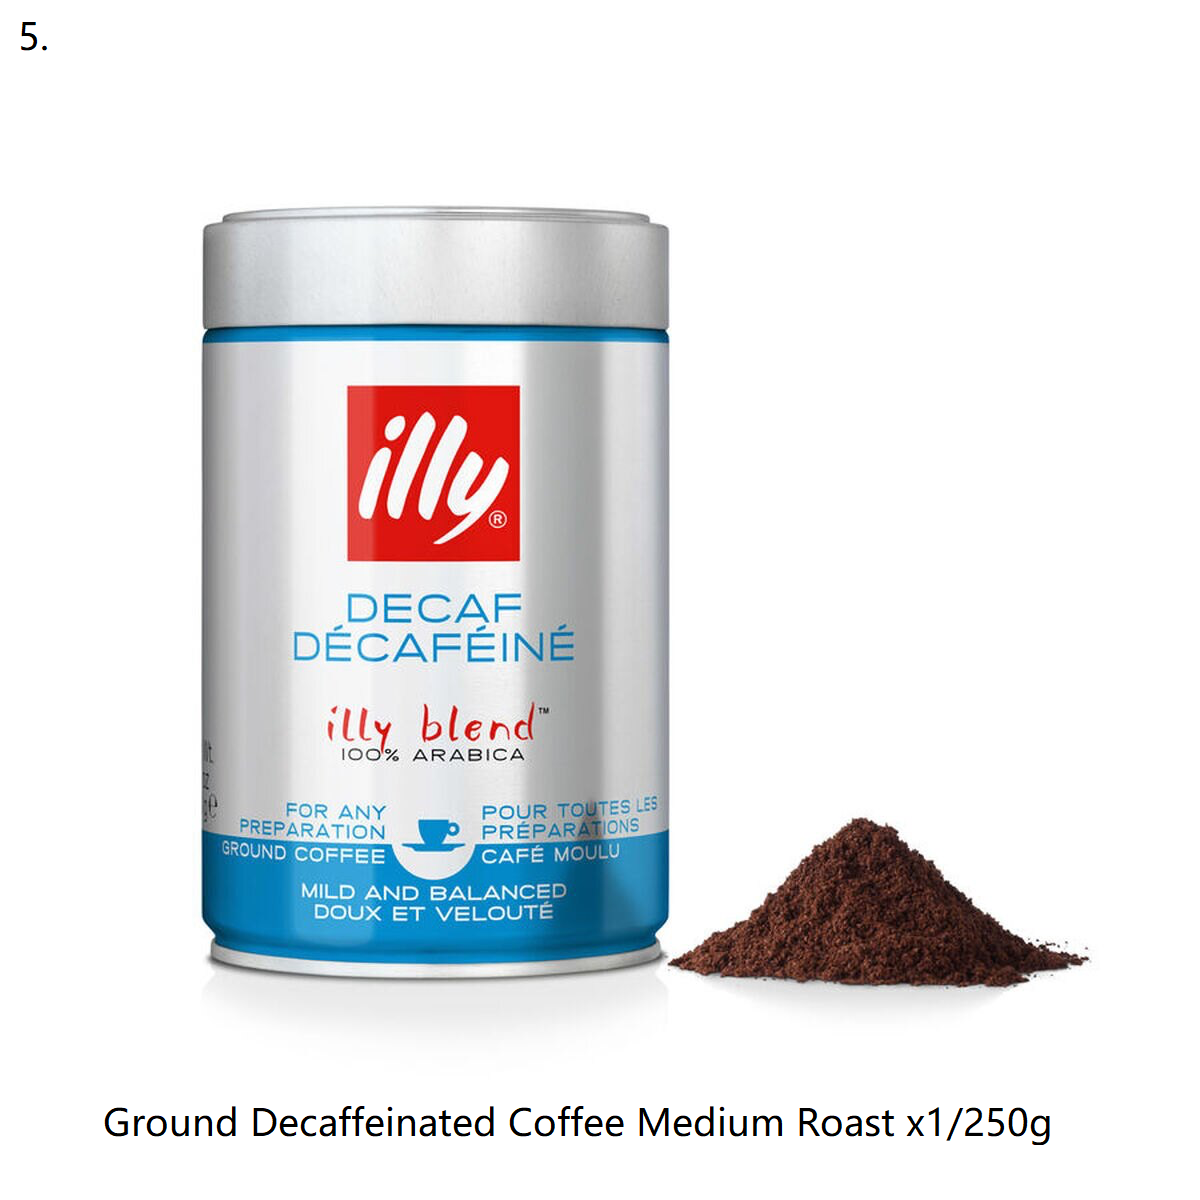 5.
illy®
DECAF
DÉCAFÉINÉ
illy blend™
100% ARABICA
FOR ANY
PREPARATION
GROUND COFFEE
POUR TOUTES LES
PRÉPARATIONS
CAFÉ MOULU
MILD AND BALANCED
DOUX ET VELOUTÉ
Ground Decaffeinated Coffee Medium Roast x1/250g